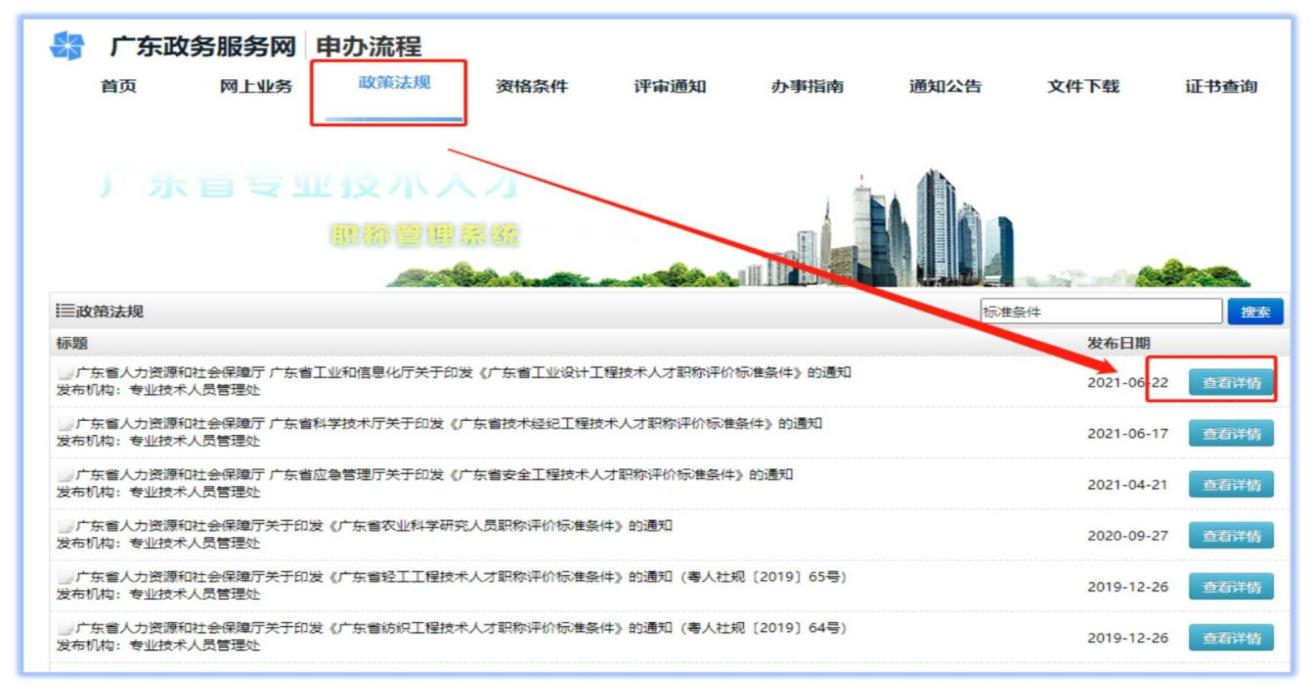 广东政务服务网 申办流程
首页 网上业务 政策法规 资格条件 评审通知 办事指南 通知公告 文件下载 证书查询
广东省专业技术人才
职称管理系统
政策法规 标准条件 搜索
标题 发布日期
广东省人力资源和社会保障厅 广东省工业和信息化厅关于印发《广东省工业设计工程技术人才职称评价标准条件》的通知
发布机构：专业技术人员管理处
2021-06-22 查看详情
广东省人力资源和社会保障厅 广东省科学技术厅关于印发《广东省技术经纪工程技术人才职称评价标准条件》的通知
发布机构：专业技术人员管理处
2021-06-17 查看详情
广东省人力资源和社会保障厅 广东省应急管理厅关于印发《广东省安全工程技术人才职称评价标准条件》的通知
发布机构：专业技术人员管理处
2021-04-21 查看详情
广东省人力资源和社会保障厅关于印发《广东省农业科学研究人员职称评价标准条件》的通知
发布机构：专业技术人员管理处
2020-09-27 查看详情
广东省人力资源和社会保障厅关于印发《广东省轻工工程技术人才职称评价标准条件》的通知（粤人社规〔2019〕65号）
发布机构：专业技术人员管理处
2019-12-26 查看详情
广东省人力资源和社会保障厅关于印发《广东省纺织工程技术人才职称评价标准条件》的通知（粤人社规〔2019〕64号）
发布机构：专业技术人员管理处
2019-12-26 查看详情